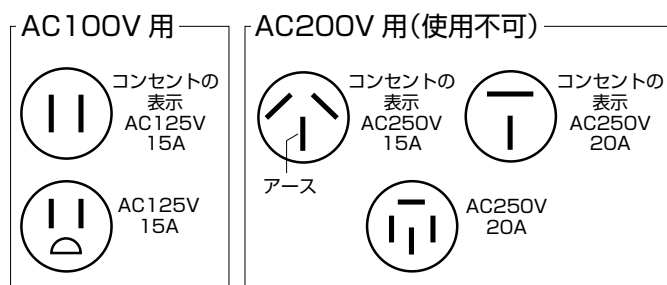 AC100V 用
コンセントの
表示
AC125V
15A
AC125V
15A
AC200V 用(使用不可)
コンセントの
表示
AC250V
15A
アース
コンセントの
表示
AC250V
20A
AC250V
20A